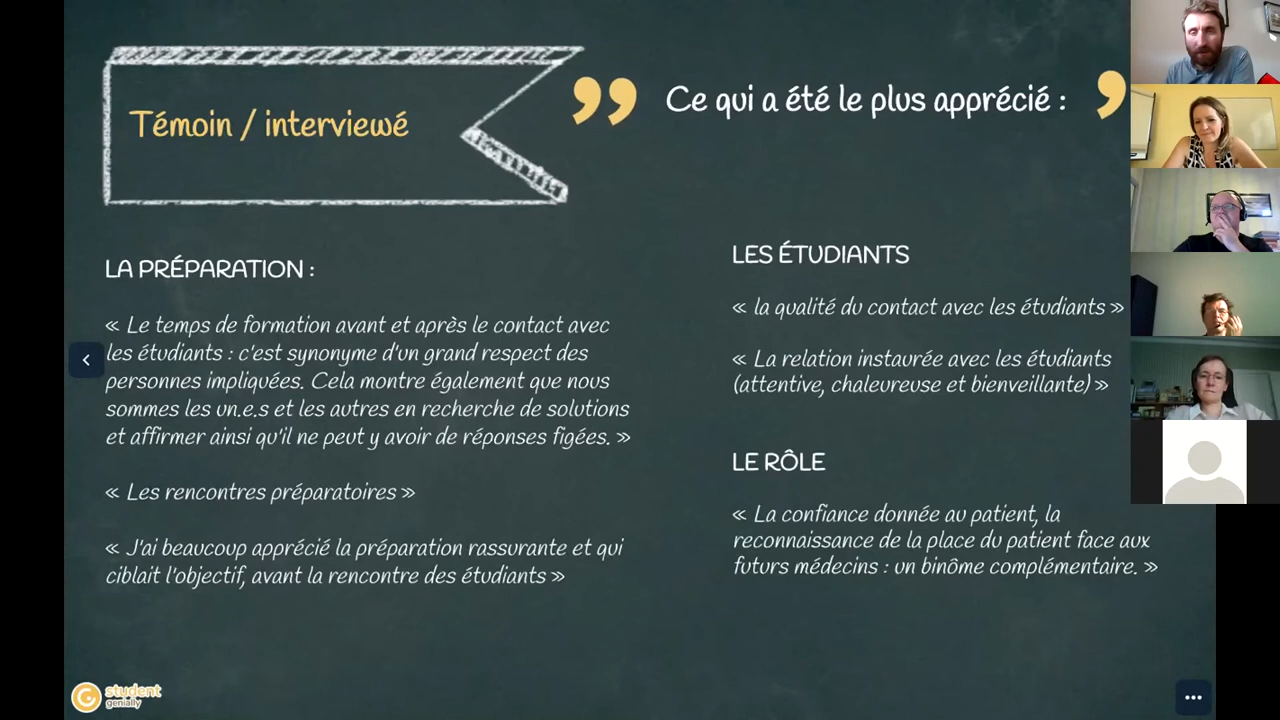 Témoin / interviewé
Ce qui a été le plus apprécié :
LA PRÉPARATION :
« Le temps de formation avant et après le contact avec
les étudiants : c'est synonyme d'un grand respect des
personnes impliquées. Cela montre également que nous
sommes les un.e.s et les autres en recherche de solutions
et affirmer ainsi qu'il ne peut y avoir de réponses figées. »
« Les rencontres préparatoires »
« J'ai beaucoup apprécié la préparation rassurante et qui
ciblait l'objectif, avant la rencontre des étudiants »
LES ÉTUDIANTS
« la qualité du contact avec les étudiants »
« La relation instaurée avec les étudiants
(attentive, chaleureuse et bienveillante) »
LE RÔLE
« La confiance donnée au patient, la
reconnaissance de la place du patient face aux
futurs médecins : un binôme complémentaire. »
student
genially